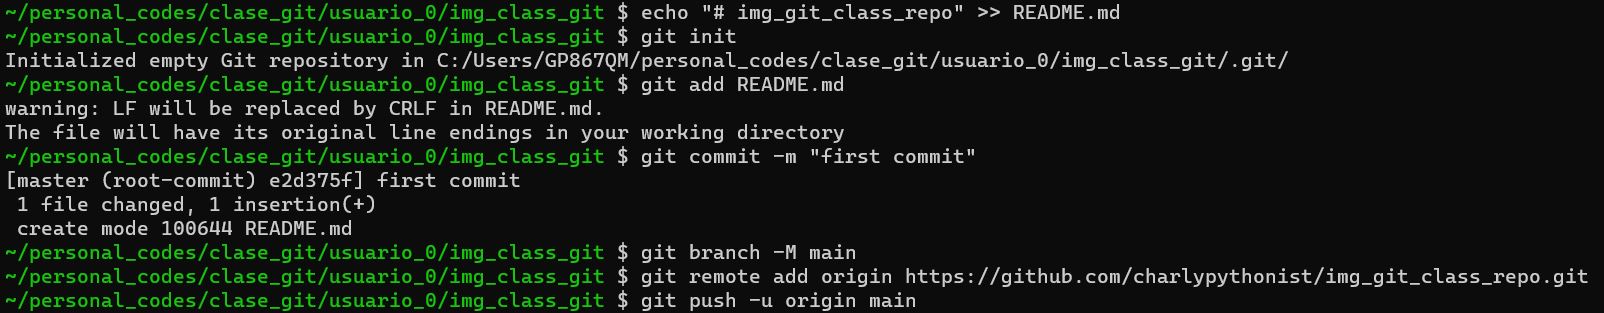 ~/personal_codes/clase_git/usuario_0/img_class_git $ echo "# img_git_class_repo" >> README.md
~/personal_codes/clase_git/usuario_0/img_class_git $ git init
Initialized empty Git repository in C:/Users/GP867QM/personal_codes/clase_git/usuario_0/img_class_git/.git/
~/personal_codes/clase_git/usuario_0/img_class_git $ git add README.md
warning: LF will be replaced by CRLF in README.md.
The file will have its original line endings in your working directory
~/personal_codes/clase_git/usuario_0/img_class_git $ git commit -m "first commit"
[master (root-commit) e2d375f] first commit
 1 file changed, 1 insertion(+)
 create mode 100644 README.md
~/personal_codes/clase_git/usuario_0/img_class_git $ git branch -M main
~/personal_codes/clase_git/usuario_0/img_class_git $ git remote add origin https://github.com/charlypythonist/img_git_class_repo.git
~/personal_codes/clase_git/usuario_0/img_class_git $ git push -u origin main